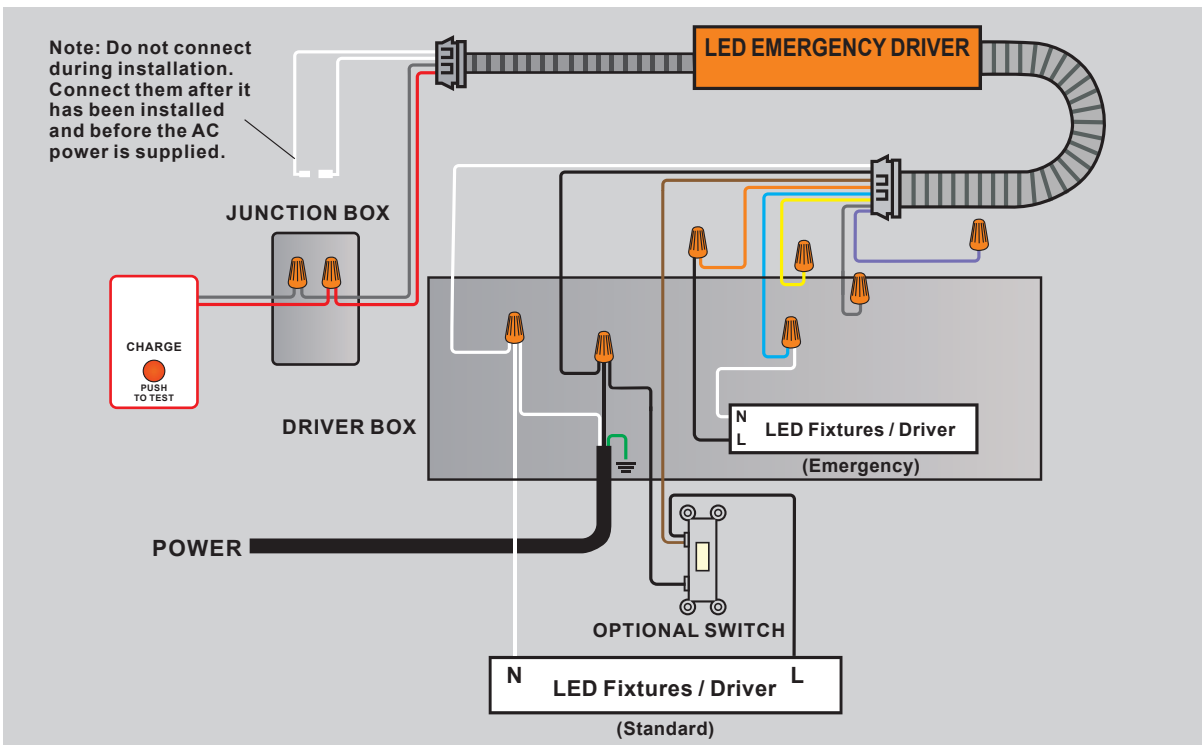 Note: Do not connect
during installation.
Connect them after it
has been installed
and before the AC
power is supplied.
LED EMERGENCY DRIVER
JUNCTION BOX
CHARGE
PUSH
TO TEST
DRIVER BOX
N
L
LED Fixtures / Driver
(Emergency)
POWER
OPTIONAL SWITCH
N
L
LED Fixtures / Driver
(Standard)